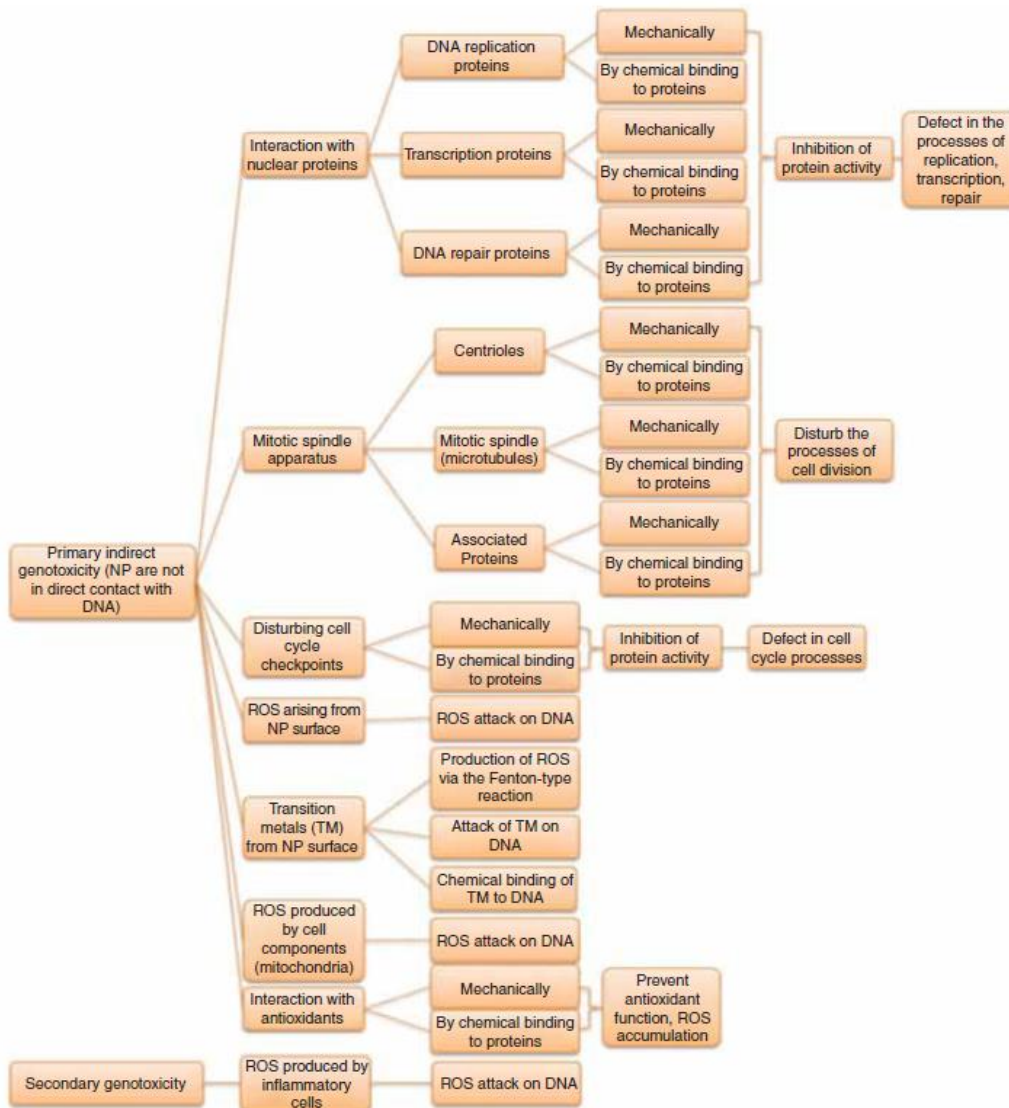 DNA replication
proteins
Mechanically
By chemical binding
to proteins
Interaction with
nuclear proteins
Transcription proteins
Mechanically
By chemical binding
to proteins
Inhibition of
protein activity
Defect in the
processes of
replication,
transcription,
repair
DNA repair proteins
Mechanically
By chemical binding
to proteins
Mitotic spindle
apparatus
Centrioles
Mechanically
By chemical binding
to proteins
Mitotic spindle
(microtubules)
Mechanically
By chemical binding
to proteins
Disturb the
processes of
cell division
Associated
Proteins
Mechanically
By chemical binding
to proteins
Primary indirect
genotoxicity (NP are not
in direct contact with
DNA)
Disturbing cell
cycle
checkpoints
Mechanically
By chemical binding
to proteins
Inhibition of
protein activity
Defect in cell
cycle processes
ROS arising from
NP surface
ROS attack on DNA
Transition
metals (TM)
from NP surface
Production of ROS
via the Fenton-type
reaction
Attack of TM on
DNA
Chemical binding of
TM to DNA
ROS produced
by cell
components
(mitochondria)
ROS attack on DNA
Interaction with
antioxidants
Mechanically
By chemical binding
to proteins
Prevent
antioxidant
function, ROS
accumulation
Secondary genotoxicity
ROS produced by
inflammatory
cells
ROS attack on DNA